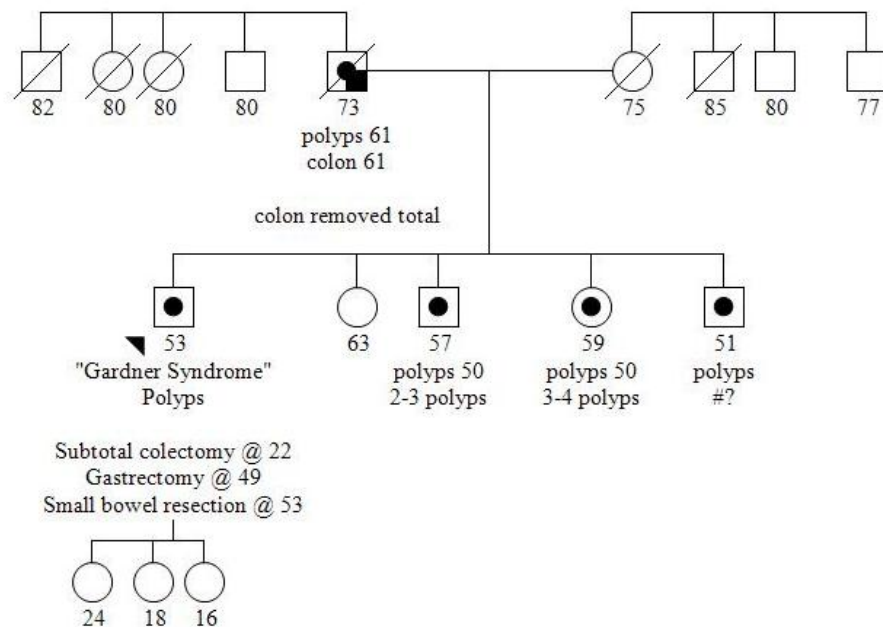 82 80 80 80 73 75 85 80 77
polyps 61
colon 61
colon removed total
53 63 57 59 51
"Gardner Syndrome" polyps 50 polyps 50 polyps
Polyps 2-3 polyps 3-4 polyps #?
Subtotal colectomy @ 22
Gastrectomy @ 49
Small bowel resection @ 53
24 18 16